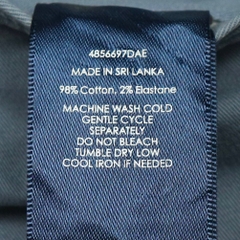 4856697DAE
MADE IN SRI LANKA
98% Cotton, 2% Elastane
MACHINE WASH COLD
GENTLE CYCLE
SEPARATELY
DO NOT BLEACH
TUMBLE DRY LOW
COOL IRON IF NEEDED